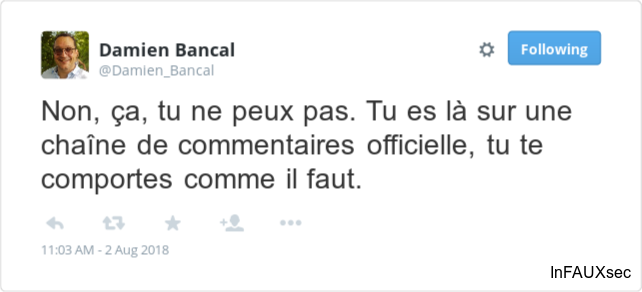 Damien Bancal
@Damien_Bancal
Following
Non, ça, tu ne peux pas. Tu es là sur une
chaîne de commentaires officielle, tu te
comportes comme il faut.
11:03 AM - 2 Aug 2018
InFAUXsec